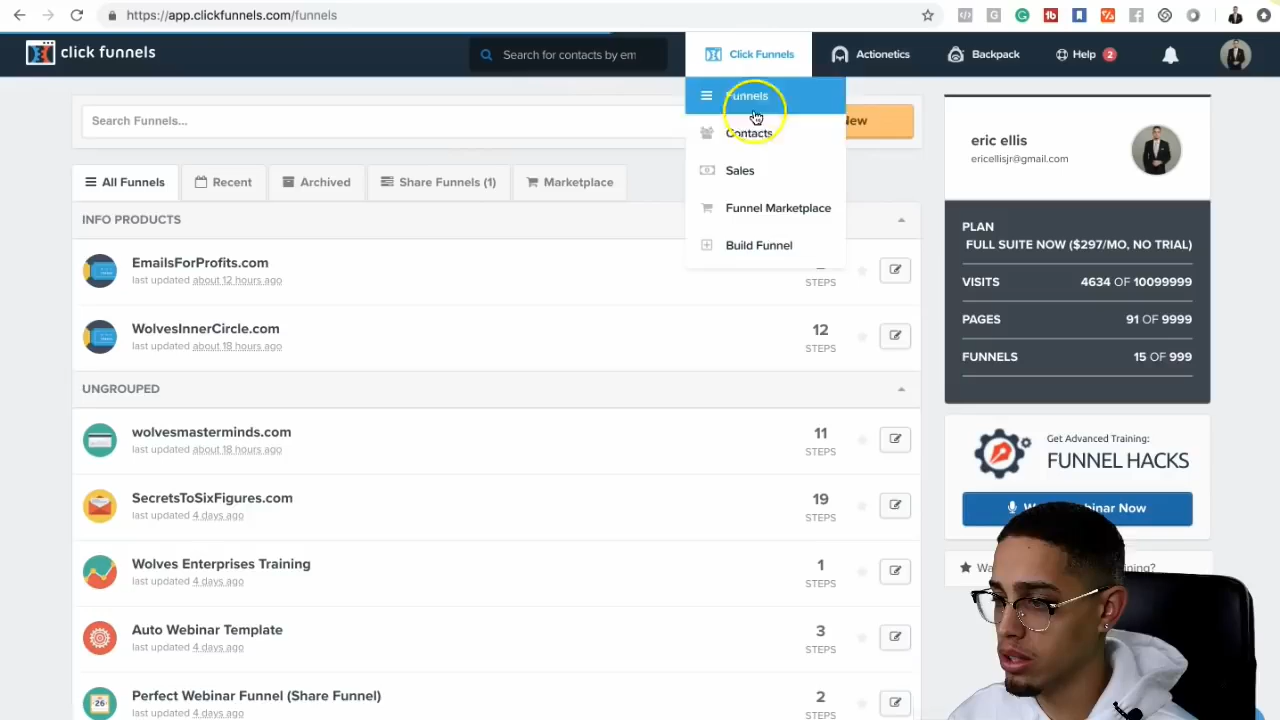 https://app.clickfunnels.com/funnels
click funnels
Search for contacts by em
Click Funnels
Actionetics
Backpack
Help 2
Funnels
Contacts
Sales
Funnel Marketplace
Build Funnel
Search Funnels...
New
All Funnels
Recent
Archived
Share Funnels (1)
Marketplace
INFO PRODUCTS
EmailsForProfits.com
last updated about 12 hours ago
STEPS
WolvesInnerCircle.com
last updated about 18 hours ago
12
STEPS
UNGROUPED
wolvesmasterminds.com
last updated about 18 hours ago
11
STEPS
SecretsToSixFigures.com
last updated 4 days ago
19
STEPS
Wolves Enterprises Training
last updated 4 days ago
1
STEPS
Auto Webinar Template
last updated 4 days ago
3
STEPS
26
Perfect Webinar Funnel (Share Funnel)
last updated 4 days ago
2
STEPS
eric ellis
ericellisjr@gmail.com
PLAN
FULL SUITE NOW ($297/MO, NO TRIAL)
VISITS 4634 OF 10099999
PAGES 91 OF 9999
FUNNELS 15 OF 999
Get Advanced Training:
FUNNEL HACKS
Now